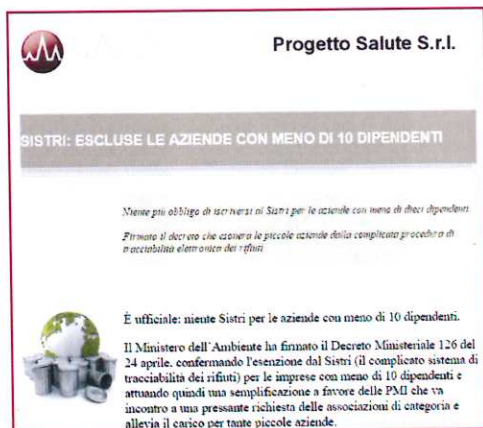 Progetto Salute S.r.l.
SISTRI: ESCLUSE LE AZIENDE CON MENO DI 10 DIPENDENTI
Niente più obbligo di iscriversi al Sistri per le aziende con meno di dieci dipendenti
Firmato il decreto che esonera le piccole aziende dalla complicata procedura di
tracciabilità elettronica dei rifiuti
È ufficiale: niente Sistri per le aziende con meno di 10 dipendenti.
Il Ministero dell'Ambiente ha firmato il Decreto Ministeriale 126 del
24 aprile, confermando l'esenzione dal Sistri (il complicato sistema di
tracciabilità dei rifiuti) per le imprese con meno di 10 dipendenti e
attuando quindi una semplificazione a favore delle PMI che va
incontro a una pressante richiesta delle associazioni di categoria e
allevia il carico per tante piccole aziende.